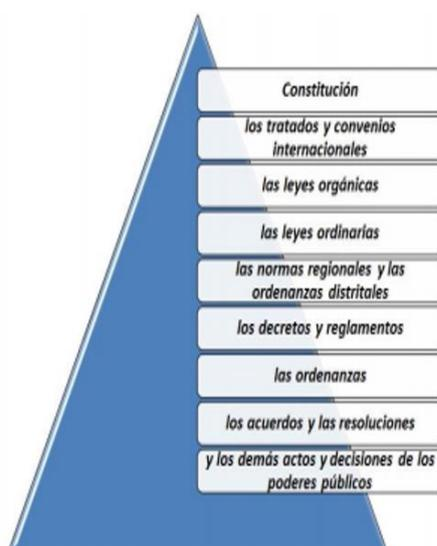 Constitución
los tratados y convenios
internacionales
las leyes orgánicas
las leyes ordinarias
las normas regionales y las
ordenanzas distritales
los decretos y reglamentos
las ordenanzas
los acuerdos y las resoluciones
y los demás actos y decisiones de los
poderes públicos